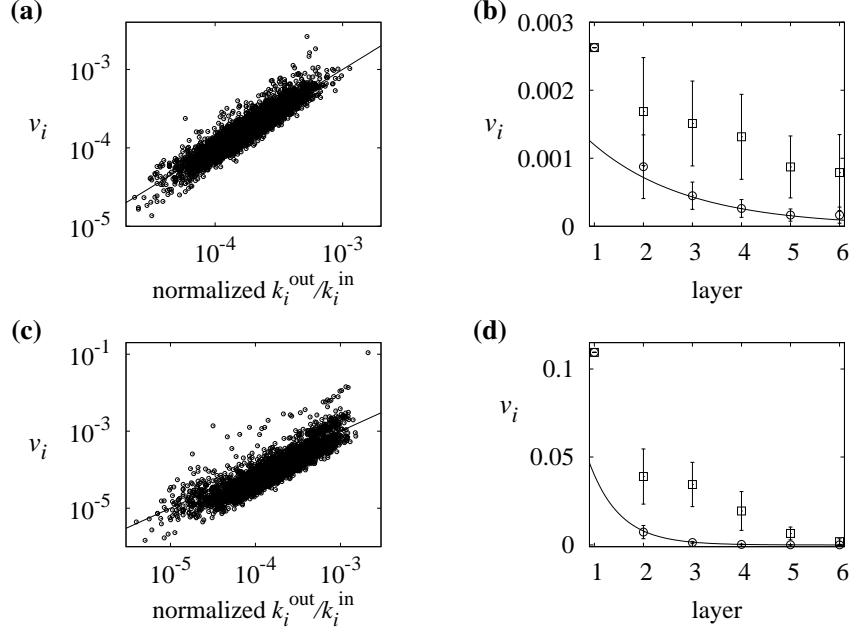 (a)
10^-3
v_i
10^-4
10^-5
10^-4 10^-3
normalized k_i^out/k_i^in
(b)
0.003
0.002
v_i
0.001
0
1 2 3 4 5 6
layer
(c)
10^-1
10^-3
v_i
10^-5
10^-5 10^-4 10^-3
normalized k_i^out/k_i^in
(d)
0.1
v_i
0.05
0
1 2 3 4 5 6
layer